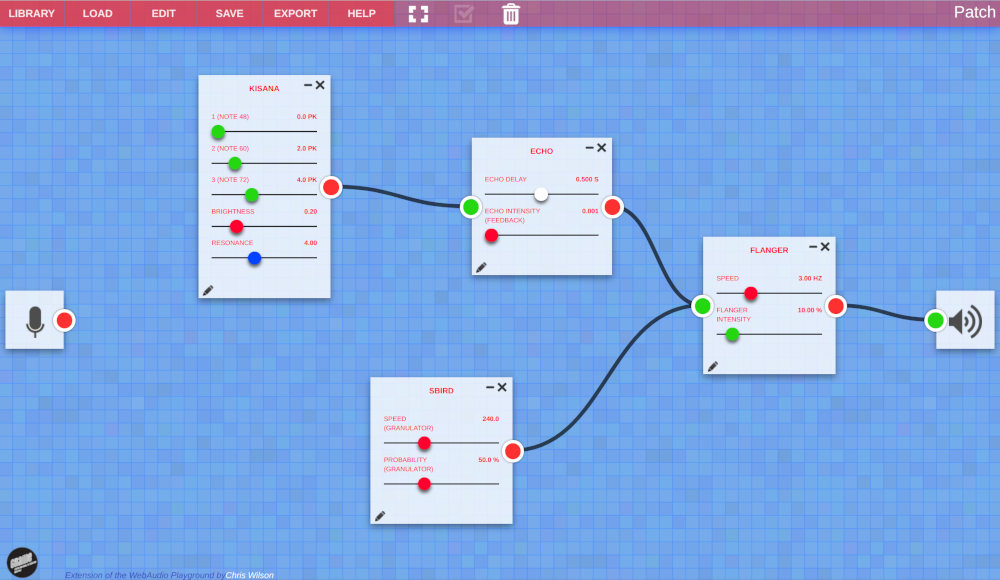 LIBRARY LOAD EDIT SAVE EXPORT HELP Patch
KISANA
1 (NOTE 48) 0.0 PK
2 (NOTE 60) 2.0 PK
3 (NOTE 72) 4.0 PK
BRIGHTNESS 0.20
RESONANCE 4.00
ECHO
ECHO DELAY 6.500 S
ECHO INTENSITY 0.001
(FEEDBACK)
FLANGER
SPEED 3.00 HZ
FLANGER 10.00 %
INTENSITY
SBIRD
SPEED 240.0
(GRANULATOR)
PROBABILITY 50.0 %
(GRANULATOR)
Extension of the WebAudio Playground by Chris Wilson